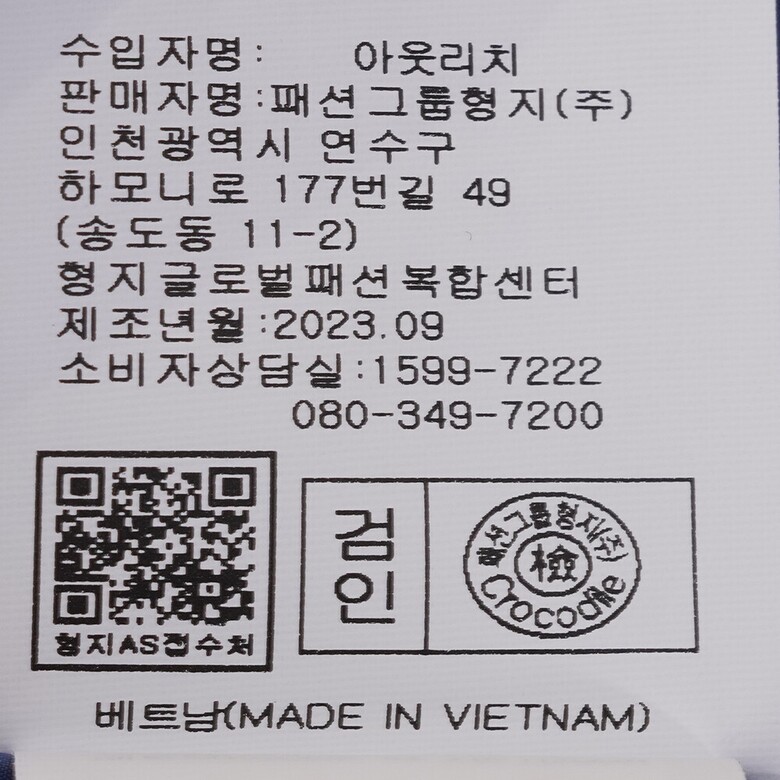 수입자명: 아웃리치
판매자명:패션그룹형지(주)
인천광역시 연수구
하모니로 177번길 49
(송도동 11-2)
형지글로벌패션복합센터
제조년월:2023.09
소비자상담실:1599-7222
080-349-7200
형지AS접수처
검인
패션그룹형지(주)
檢
Crocodile
베트남(MADE IN VIETNAM)